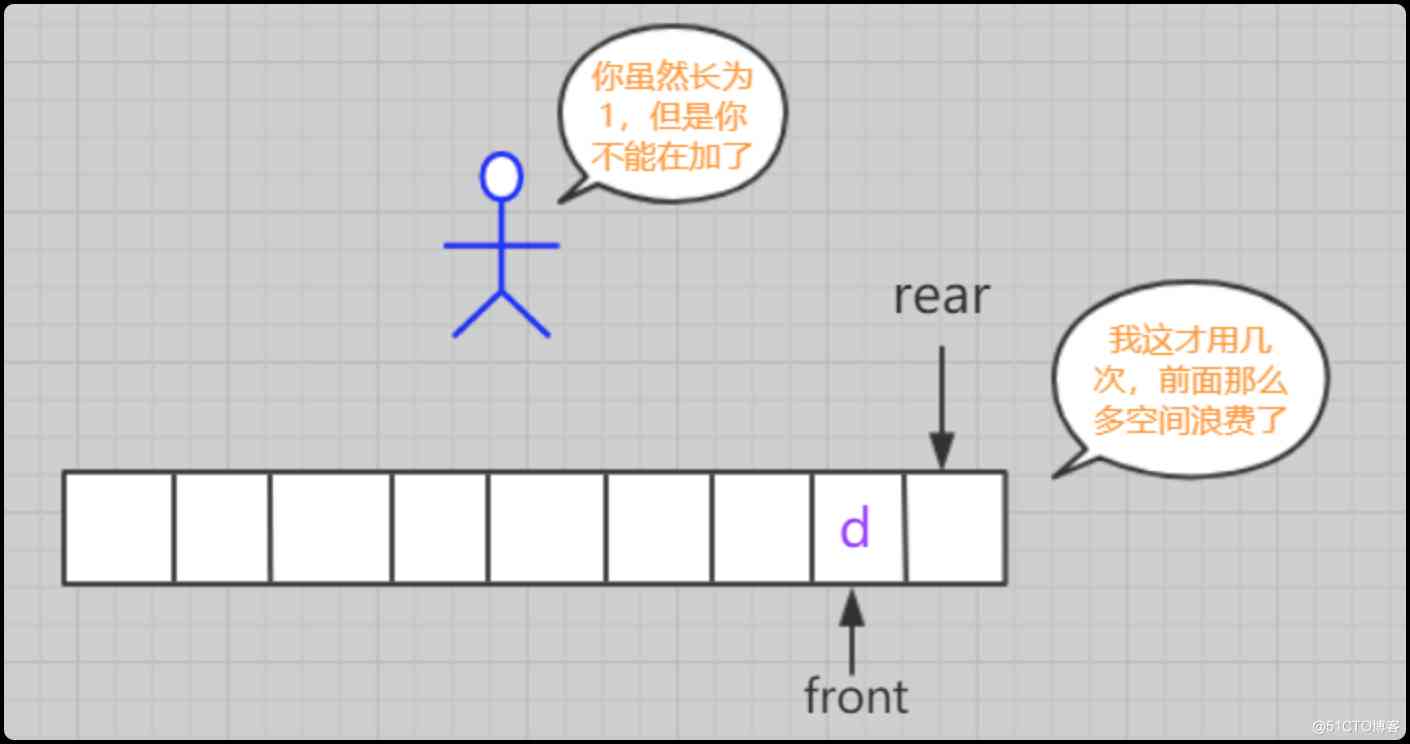 你虽然长为
1，但是你
不能在加了
rear
我这才用几
次，前面那么
多空间浪费了
d
front
@51CTO博客